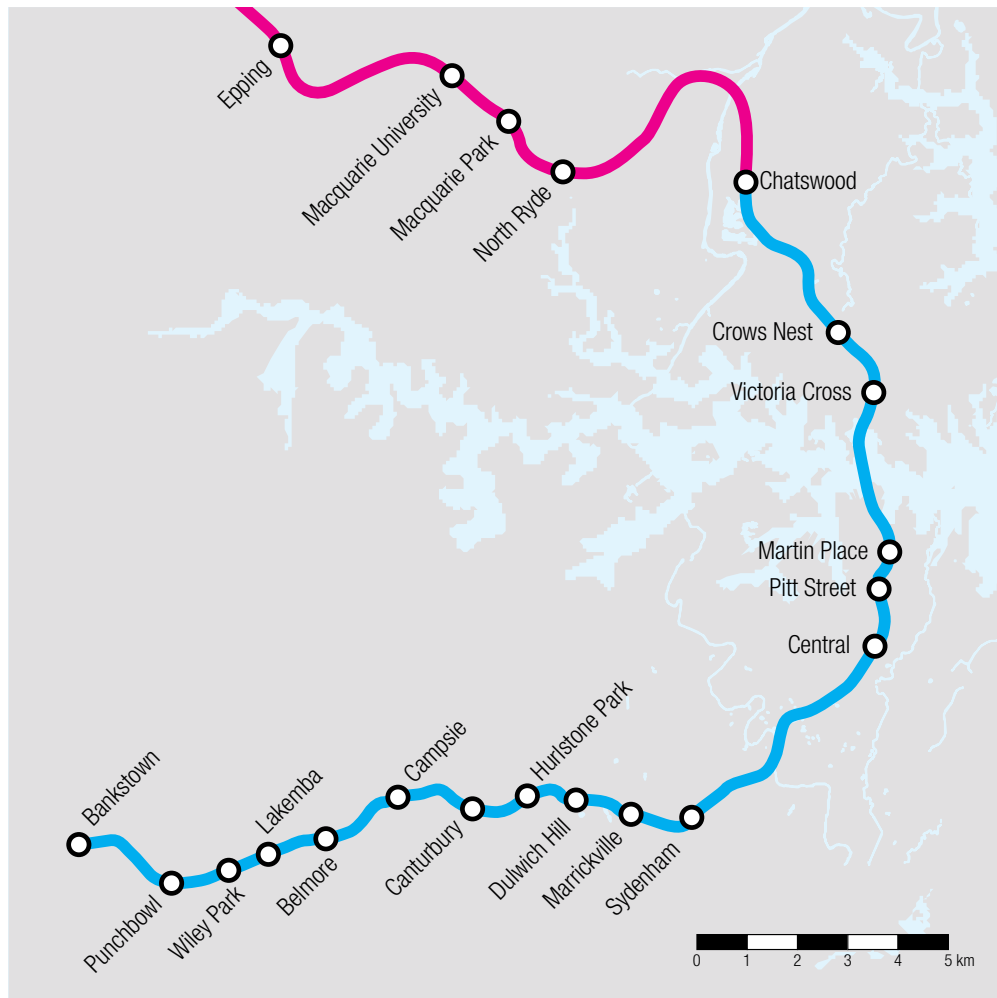 Epping
Macquarie University
Macquarie Park
North Ryde
Chatswood
Crows Nest
Victoria Cross
Martin Place
Pitt Street
Central
Bankstown
Punchbowl
Wiley Park
Lakemba
Belmore
Campsie
Canturbury
Hurlstone Park
Dulwich Hill
Marrickville
Sydenham
0 1 2 3 4 5 km